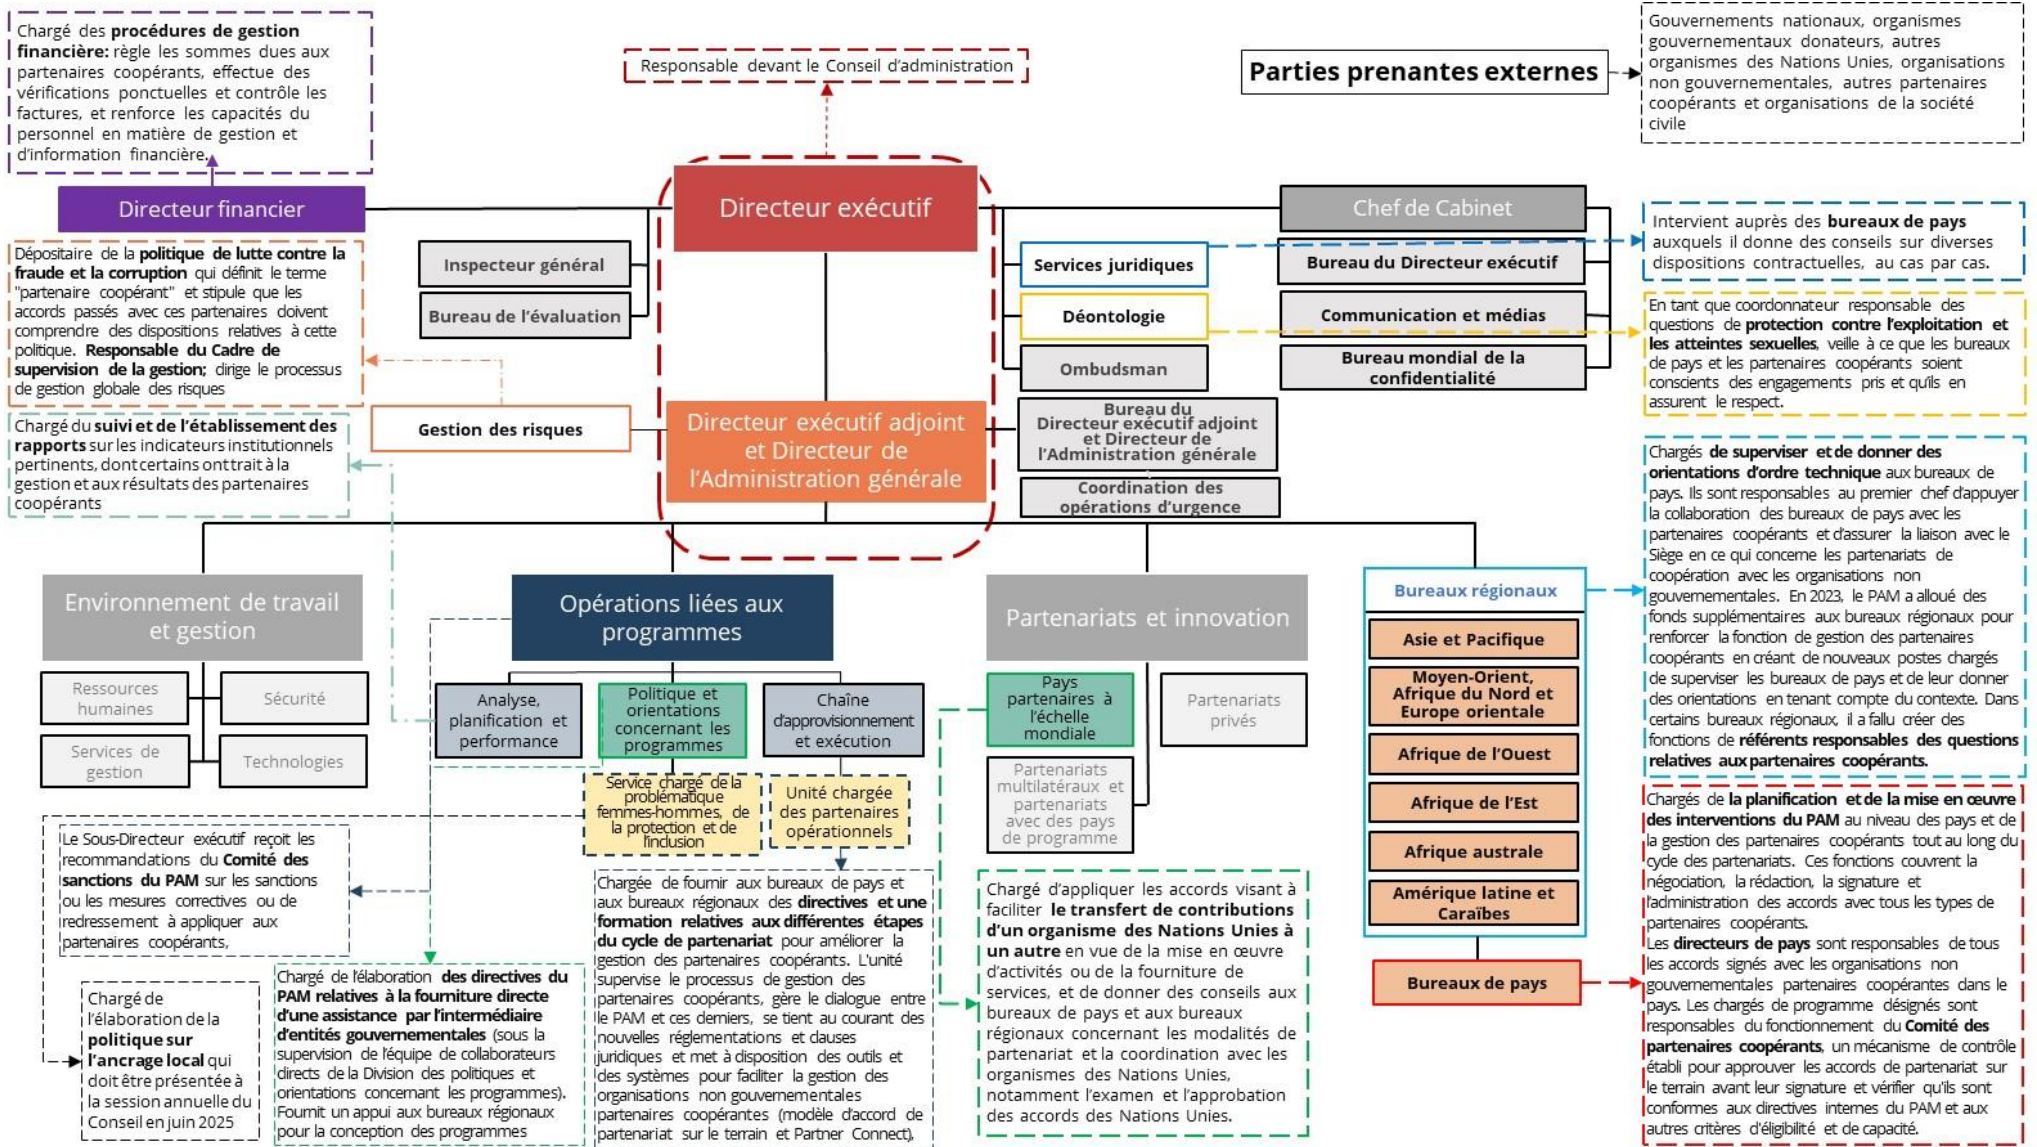 Chargé des procédures de gestion
financière: règle les sommes dues aux
partenaires coopérants, effectue des
vérifications ponctuelles et contrôle les
factures, et renforce les capacités du
personnel en matière de gestion et
d'information financière.
Responsable devant le Conseil d'administration
Parties prenantes externes
Gouvernements nationaux, organismes
gouvernementaux donateurs, autres
organismes des Nations Unies, organisations
non gouvernementales, autres partenaires
coopérants et organisations de la société
civile
Directeur financier
Directeur exécutif
Chef de Cabinet
Dépositaire de la politique de lutte contre la
fraude et la corruption qui définit le terme
"partenaire coopérant" et stipule que les
accords passés avec ces partenaires doivent
comprendre des dispositions relatives à cette
politique. Responsable du Cadre de
supervision de la gestion; dirige le processus
de gestion globale des risques
Inspecteur général
Bureau de l'évaluation
Services juridiques
Déontologie
Ombudsman
Bureau du Directeur exécutif
Communication et médias
Bureau mondial de la
confidentialité
Intervient auprès des bureaux de pays
auxquels il donne des conseils sur diverses
dispositions contractuelles, au cas par cas.
En tant que coordonnateur responsable des
questions de protection contre l'exploitation et
les atteintes sexuelles, veille à ce que les bureaux
de pays et les partenaires coopérants soient
conscients des engagements pris et qu'ils en
assurent le respect.
Chargé du suivi et de l'établissement des
rapports sur les indicateurs institutionnels
pertinents, dont certains ont trait à la
gestion et aux résultats des partenaires
coopérants
Gestion des risques
Directeur exécutif adjoint
et Directeur de
l'Administration générale
Bureau du
Directeur exécutif adjoint
et Directeur de
l'Administration générale
Coordination des
opérations d'urgence
Chargés de superviser et de donner des
orientations d'ordre technique aux bureaux de
pays. Ils sont responsables au premier chef d'appuyer
la collaboration des bureaux de pays avec les
partenaires coopérants et d'assurer la liaison avec le
Siège en ce qui concerne les partenariats de
coopération avec les organisations non
gouvernementales. En 2023, le PAM a alloué des
fonds supplémentaires aux bureaux régionaux pour
renforcer la fonction de gestion des partenaires
coopérants en créant de nouveaux postes chargés
de superviser les bureaux de pays et de leur donner
des orientations en tenant compte du contexte. Dans
certains bureaux régionaux, il a fallu créer des
fonctions de référents responsables des questions
relatives aux partenaires coopérants.
Environnement de travail
et gestion
Opérations liées aux
programmes
Partenariats et innovation
Bureaux régionaux
Asie et Pacifique
Moyen-Orient,
Afrique du Nord et
Europe orientale
Afrique de l'Ouest
Afrique de l'Est
Afrique australe
Amérique latine et
Caraïbes
Bureaux de pays
Ressources
humaines
Sécurité
Services de
gestion
Technologies
Analyse,
planification et
performance
Politique et
orientations
concernant les
programmes
Chaîne
d'approvisionnement
et exécution
Pays
partenaires à
l'échelle
mondiale
Partenariats
privés
Partenariats
multilatéraux et
partenariats
avec des pays
de programme
Service chargé de la
problématique
femmes-hommes, de
la protection et de
l'inclusion
Unité chargée
des partenaires
opérationnels
Le Sous-Directeur exécutif reçoit les
recommandations du Comité des
sanctions du PAM sur les sanctions
ou les mesures correctives ou de
redressement à appliquer aux
partenaires coopérants,
Chargé de
l'élaboration de la
politique sur
l'ancrage local qui
doit être présentée à
la session annuelle du
Conseil en juin 2025
Chargé de l'élaboration des directives du
PAM relatives à la fourniture directe
d'une assistance par l'intermédiaire
d'entités gouvernementales (sous la
supervision de l'équipe de collaborateurs
directs de la Division des politiques et
orientations concernant les programmes).
Fournit un appui aux bureaux régionaux
pour la conception des programmes
Chargée de fournir aux bureaux de pays et
aux bureaux régionaux des directives et une
formation relatives aux différentes étapes
du cycle de partenariat pour améliorer la
gestion des partenaires coopérants. L'unité
supervise le processus de gestion des
partenaires coopérants, gère le dialogue entre
le PAM et ces derniers, se tient au courant des
nouvelles réglementations et clauses
juridiques et met à disposition des outils et
des systèmes pour faciliter la gestion des
organisations non gouvernementales
partenaires coopérantes (modèle d'accord de
partenariat sur le terrain et Partner Connect),
Chargé d'appliquer les accords visant à
faciliter le transfert de contributions
d'un organisme des Nations Unies à
un autre en vue de la mise en œuvre
d'activités ou de la fourniture de
services, et de donner des conseils aux
bureaux de pays et aux bureaux
régionaux concernant les modalités de
partenariat et la coordination avec les
organismes des Nations Unies,
notamment l'examen et l'approbation
des accords des Nations Unies.
Chargés de la planification et de la mise en œuvre
des interventions du PAM au niveau des pays et de
la gestion des partenaires coopérants tout au long du
cycle des partenariats. Ces fonctions couvrent la
négociation, la rédaction, la signature et
l'administration des accords avec tous les types de
partenaires coopérants.
Les directeurs de pays sont responsables de tous
les accords signés avec les organisations non
gouvernementales partenaires coopérantes dans le
pays. Les chargés de programme désignés sont
responsables du fonctionnement du Comité des
partenaires coopérants, un mécanisme de contrôle
établi pour approuver les accords de partenariat sur
le terrain avant leur signature et vérifier qu'ils sont
conformes aux directives internes du PAM et aux
autres critères d'éligibilité et de capacité.